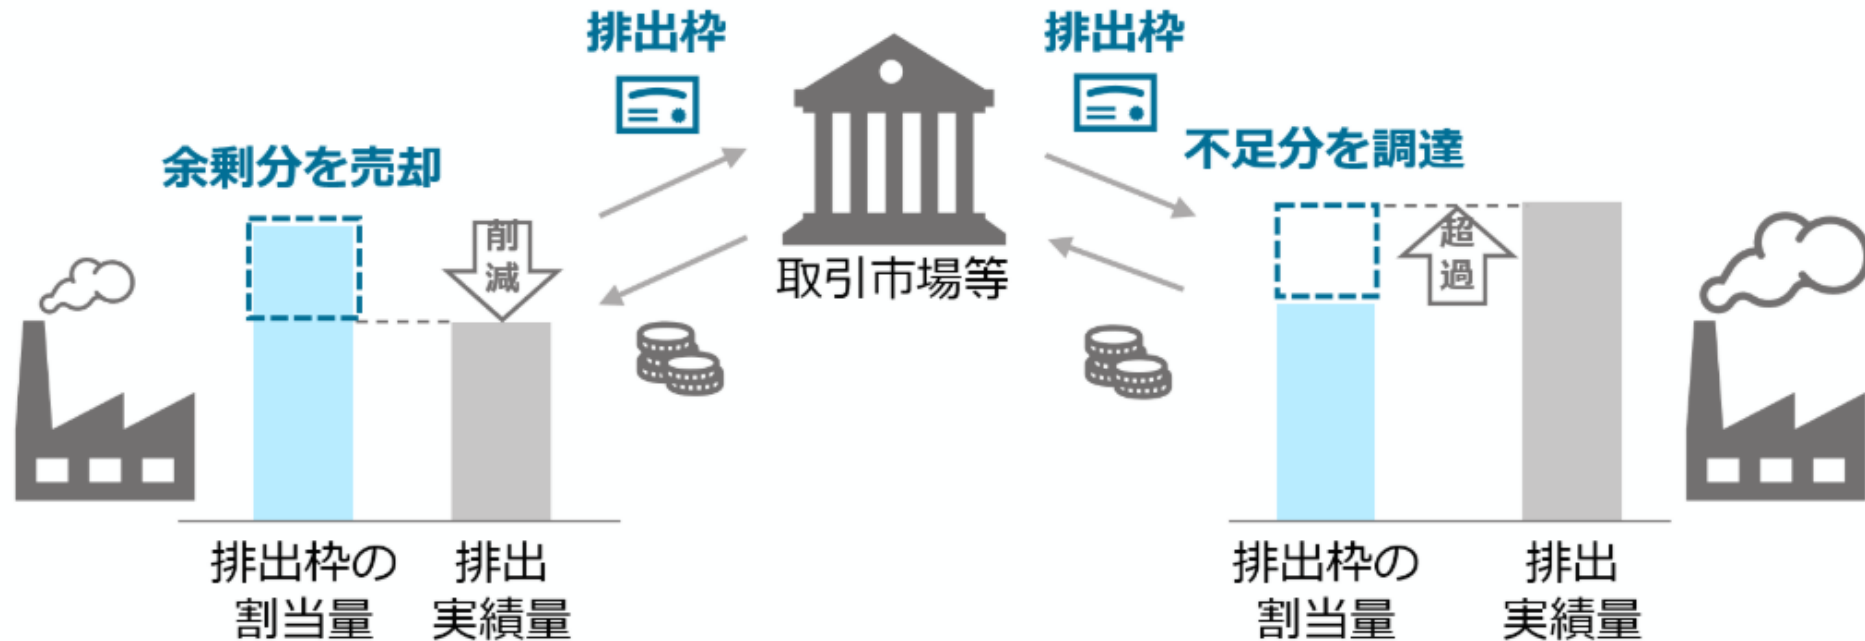 排出枠
排出枠
余剰分を売却
不足分を調達
削
減
超
過
取引市場等
排出枠の
割当量
排出
実績量
排出枠の
割当量
排出
実績量